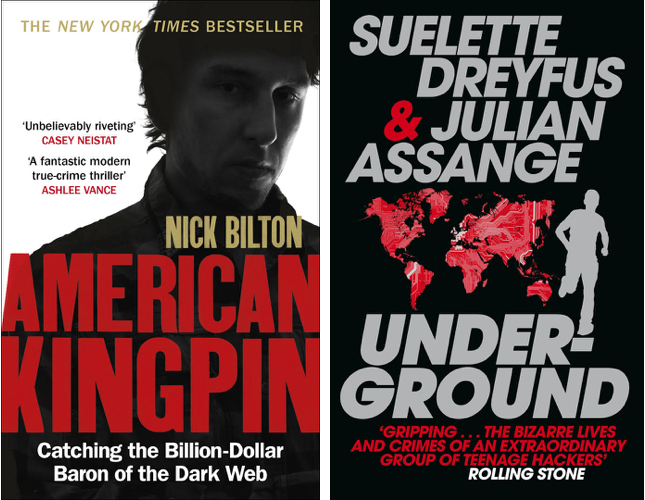 THE NEW YORK TIMES BESTSELLER
‘Unbelievably riveting’
CASEY NEISTAT
‘A fantastic modern
true-crime thriller’
ASHLEE VANCE
NICK BILTON
AMERICAN
KINGPIN
Catching the Billion-Dollar
Baron of the Dark Web
SUELETTE
DREYFUS
& JULIAN
ASSANGE
UNDER-
GROUND
‘GRIPPING . . . THE BIZARRE LIVES
AND CRIMES OF AN EXTRAORDINARY
GROUP OF TEENAGE HACKERS’
ROLLING STONE